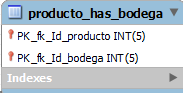 producto_has_bodega
PK_fk_Id_producto INT(5)
PK_fk_Id_bodega INT(5)
Indexes